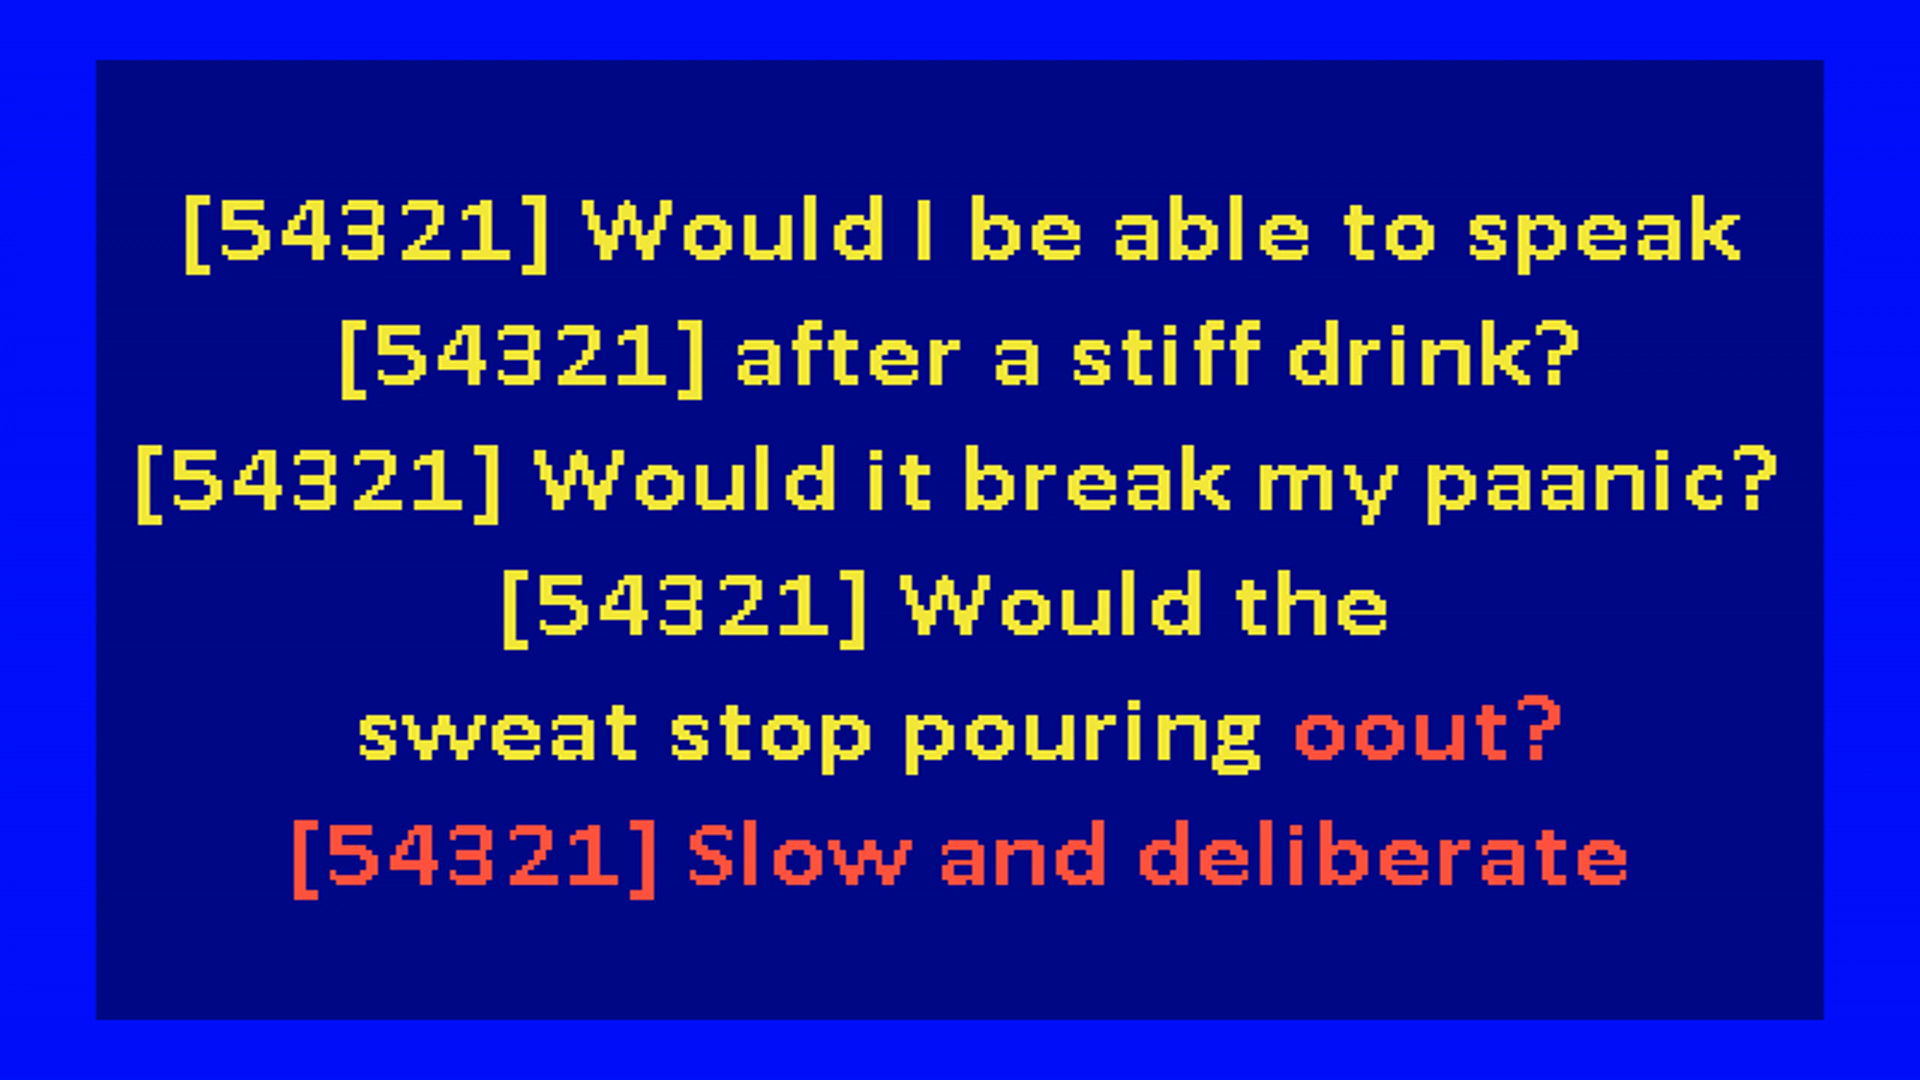 [54321] Would I be able to speak
[54321] after a stiff drink?
[54321] Would it break my paanic?
[54321] Would the
sweat stop pouring oout?
[54321] Slow and deliberate